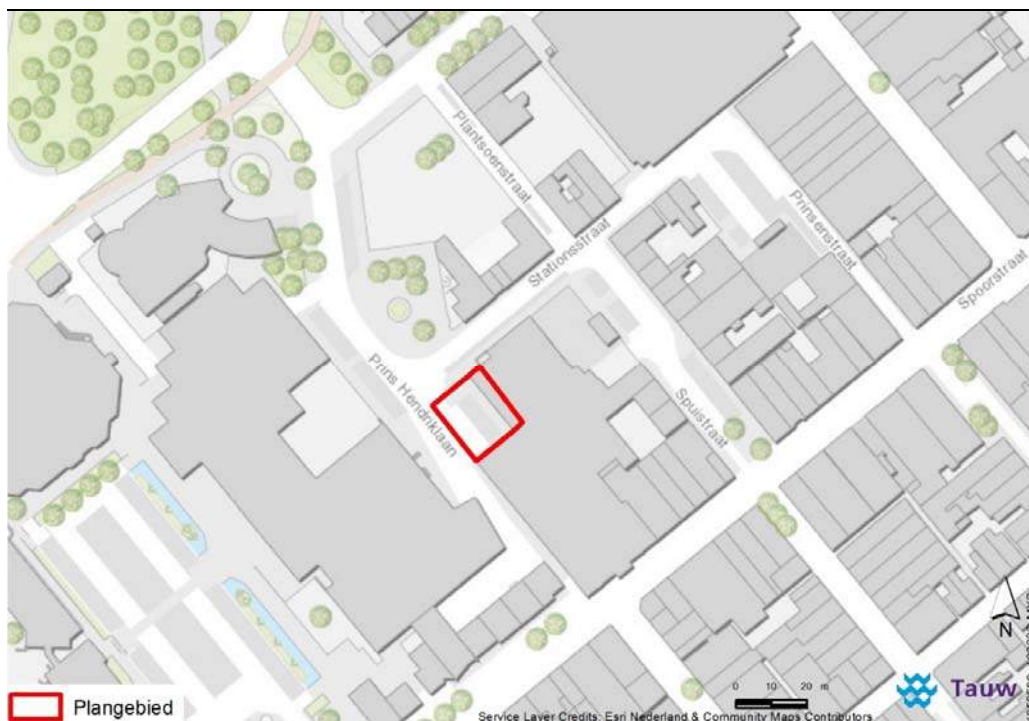 Plantsoenstraat
Stationsstraat
Prinsenstraat
Spoorstraat
Prins Hendriklaan
Spuistraat
N
Plangebied
0 10 20 m
Tauw
Service Layer Credits: Esri Nederland & Community Maps Contributors